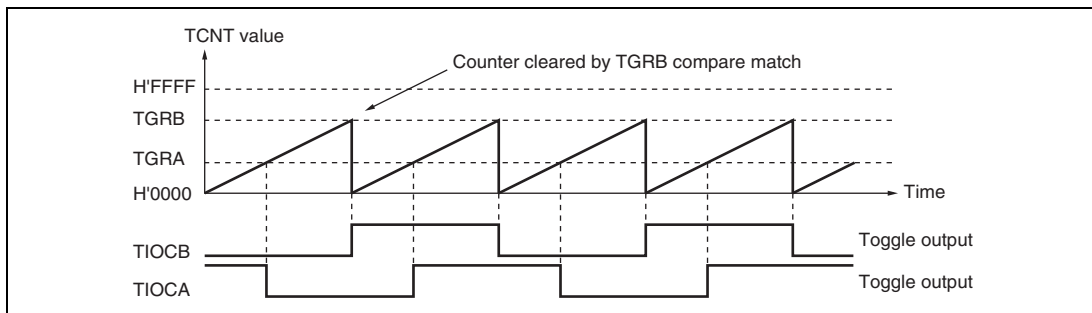 TCNT value
Counter cleared by TGRB compare match
H'FFFF
TGRB
TGRA
H'0000
Time
TIOCB
Toggle output
TIOCA
Toggle output